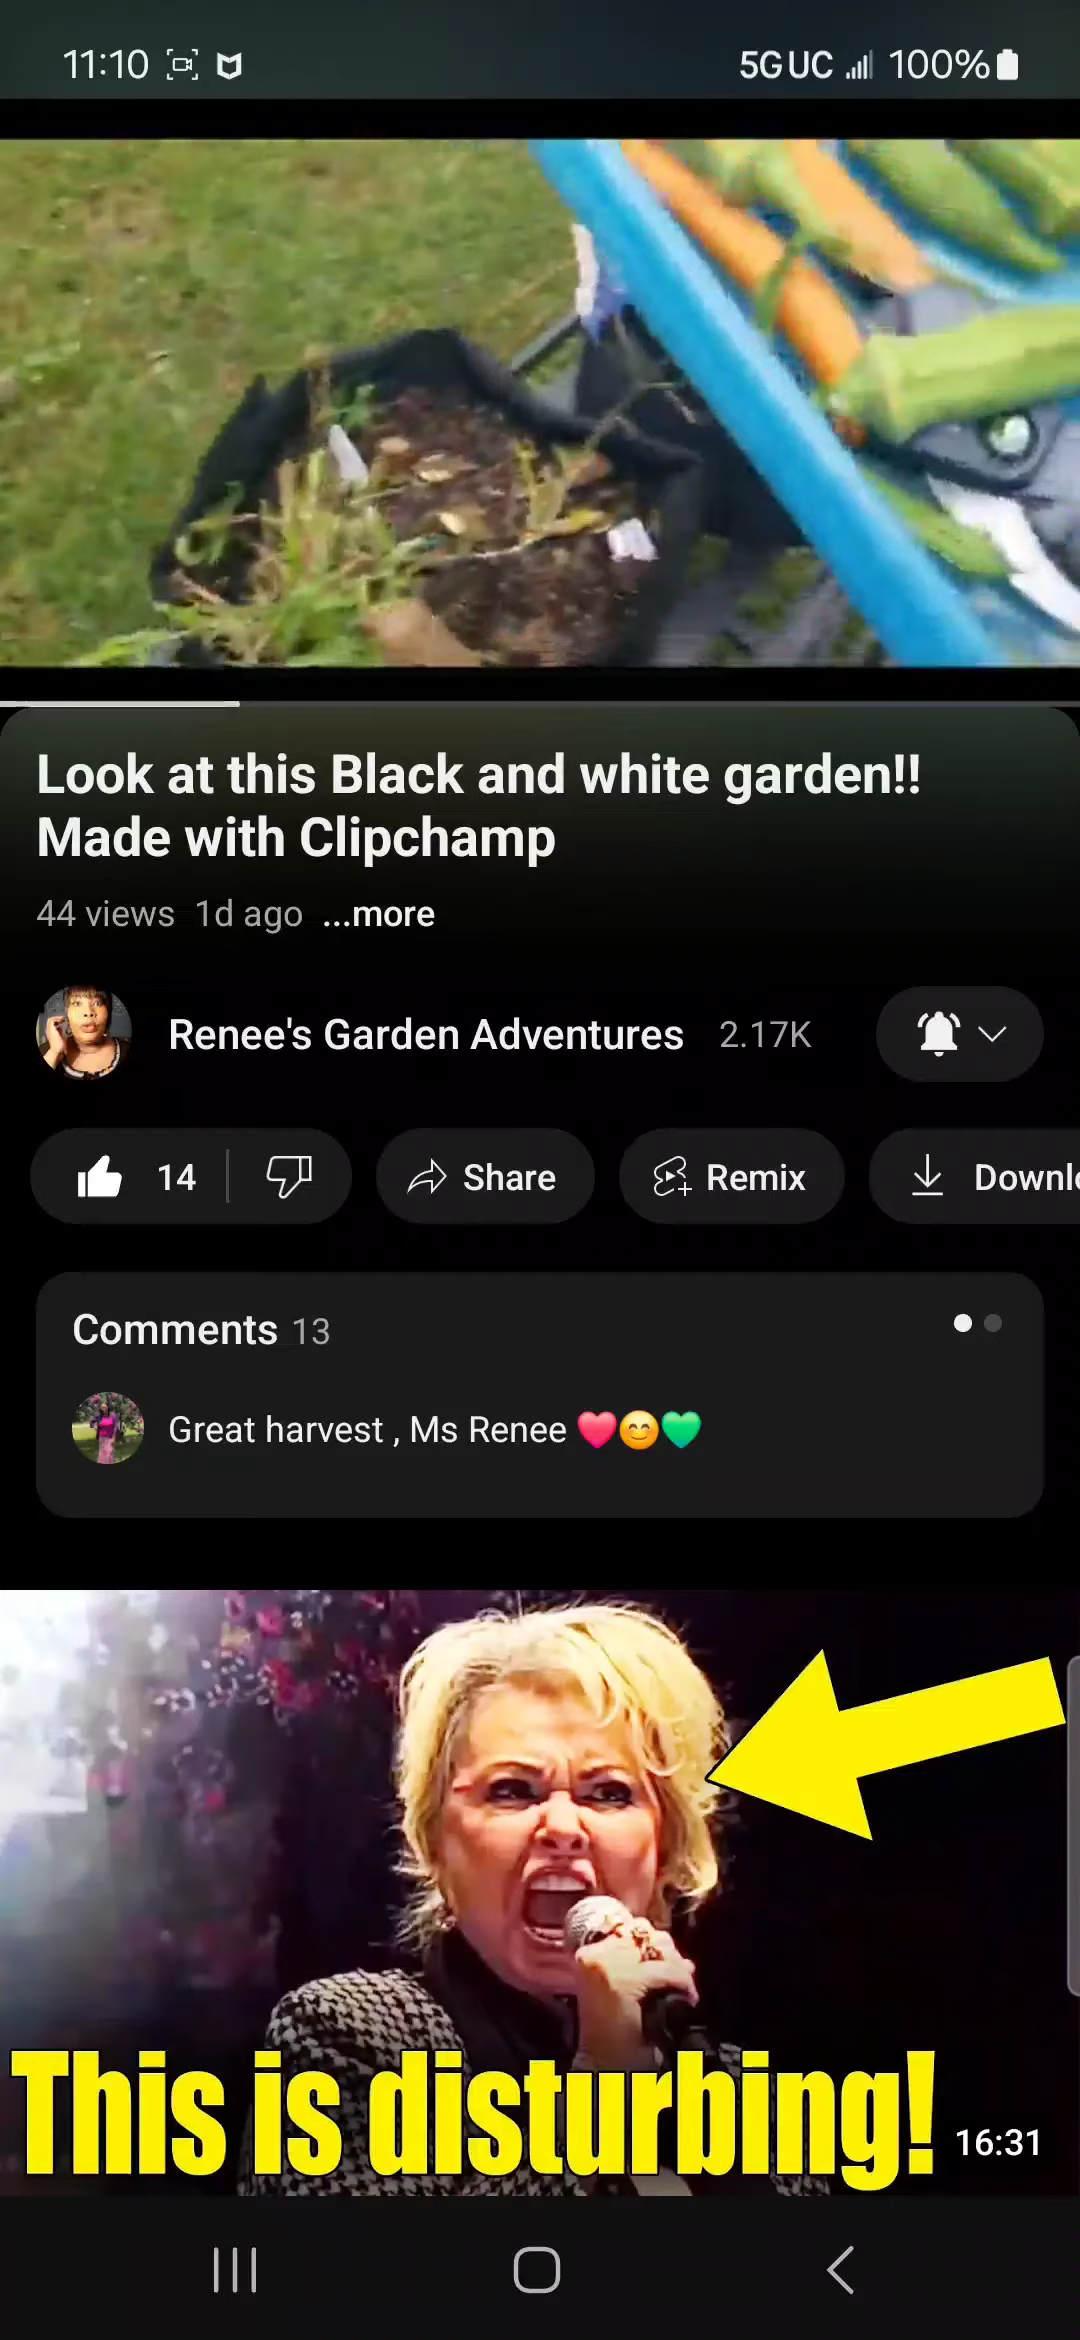 11:10 5G UC 100%
Look at this Black and white garden!!
Made with Clipchamp
44 views 1d ago ...more
Renee's Garden Adventures 2.17K
14 Share Remix Downlo
Comments 13
Great harvest , Ms Renee ❤️😊💚
This is disturbing! 16:31